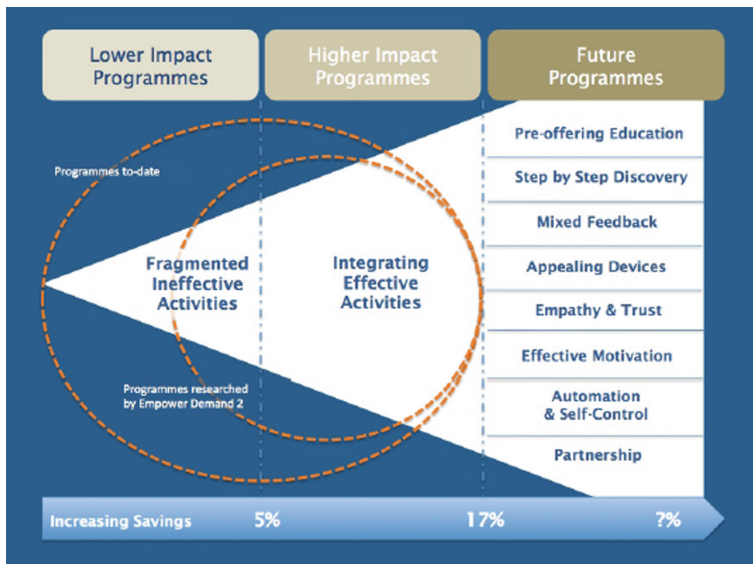 Lower Impact
Programmes
Higher Impact
Programmes
Future
Programmes
Programmes to-date
Fragmented
Ineffective
Activities
Integrating
Effective
Activities
Programmes researched
by Empower Demand 2
Pre-offering Education
Step by Step Discovery
Mixed Feedback
Appealing Devices
Empathy & Trust
Effective Motivation
Automation
& Self-Control
Partnership
Increasing Savings 5% 17% ?%